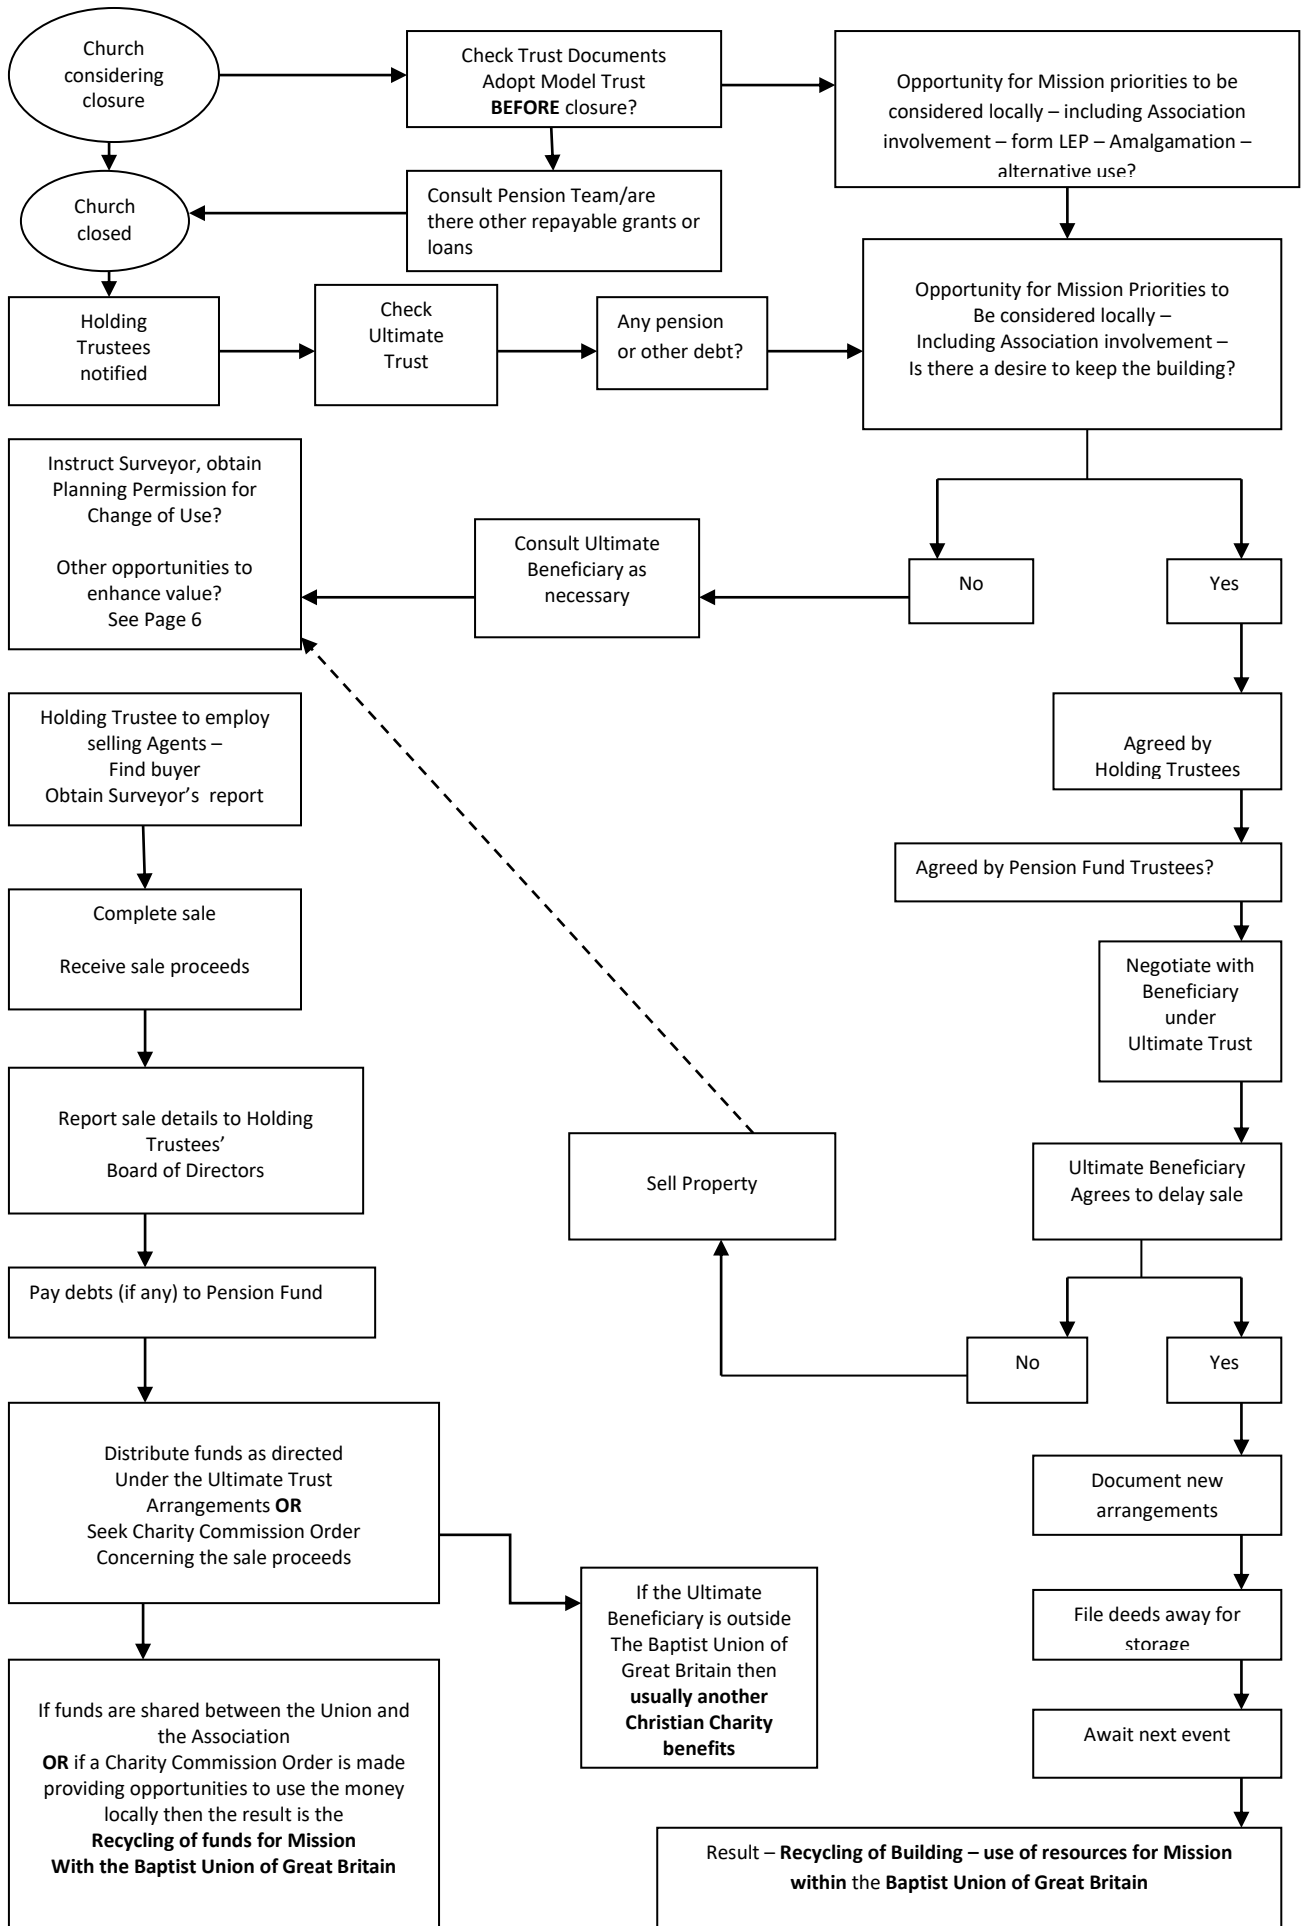 Church
considering
closure
Check Trust Documents
Adopt Model Trust
BEFORE closure?
Opportunity for Mission priorities to be
considered locally – including Association
involvement – form LEP – Amalgamation –
alternative use?
Church
closed
Consult Pension Team/are
there other repayable grants or
loans
Holding
Trustees
notified
Check
Ultimate
Trust
Any pension
or other debt?
Opportunity for Mission Priorities to
Be considered locally –
Including Association involvement –
Is there a desire to keep the building?
Instruct Surveyor, obtain
Planning Permission for
Change of Use?
Other opportunities to
enhance value?
See Page 6
Consult Ultimate
Beneficiary as
necessary
No
Yes
Holding Trustee to employ
selling Agents –
Find buyer
Obtain Surveyor's  report
Agreed by
Holding Trustees
Agreed by Pension Fund Trustees?
Complete sale
Receive sale proceeds
Negotiate with
Beneficiary
under
Ultimate Trust
Report sale details to Holding
Trustees'
Board of Directors
Sell Property
Ultimate Beneficiary
Agrees to delay sale
Pay debts (if any) to Pension Fund
No
Yes
Distribute funds as directed
Under the Ultimate Trust
Arrangements OR
Seek Charity Commission Order
Concerning the sale proceeds
Document new
arrangements
If the Ultimate
Beneficiary is outside
The Baptist Union of
Great Britain then
usually another
Christian Charity
benefits
File deeds away for
storage
If funds are shared between the Union and
the Association
OR if a Charity Commission Order is made
providing opportunities to use the money
locally then the result is the
Recycling of funds for Mission
With the Baptist Union of Great Britain
Await next event
Result – Recycling of Building – use of resources for Mission
within the Baptist Union of Great Britain